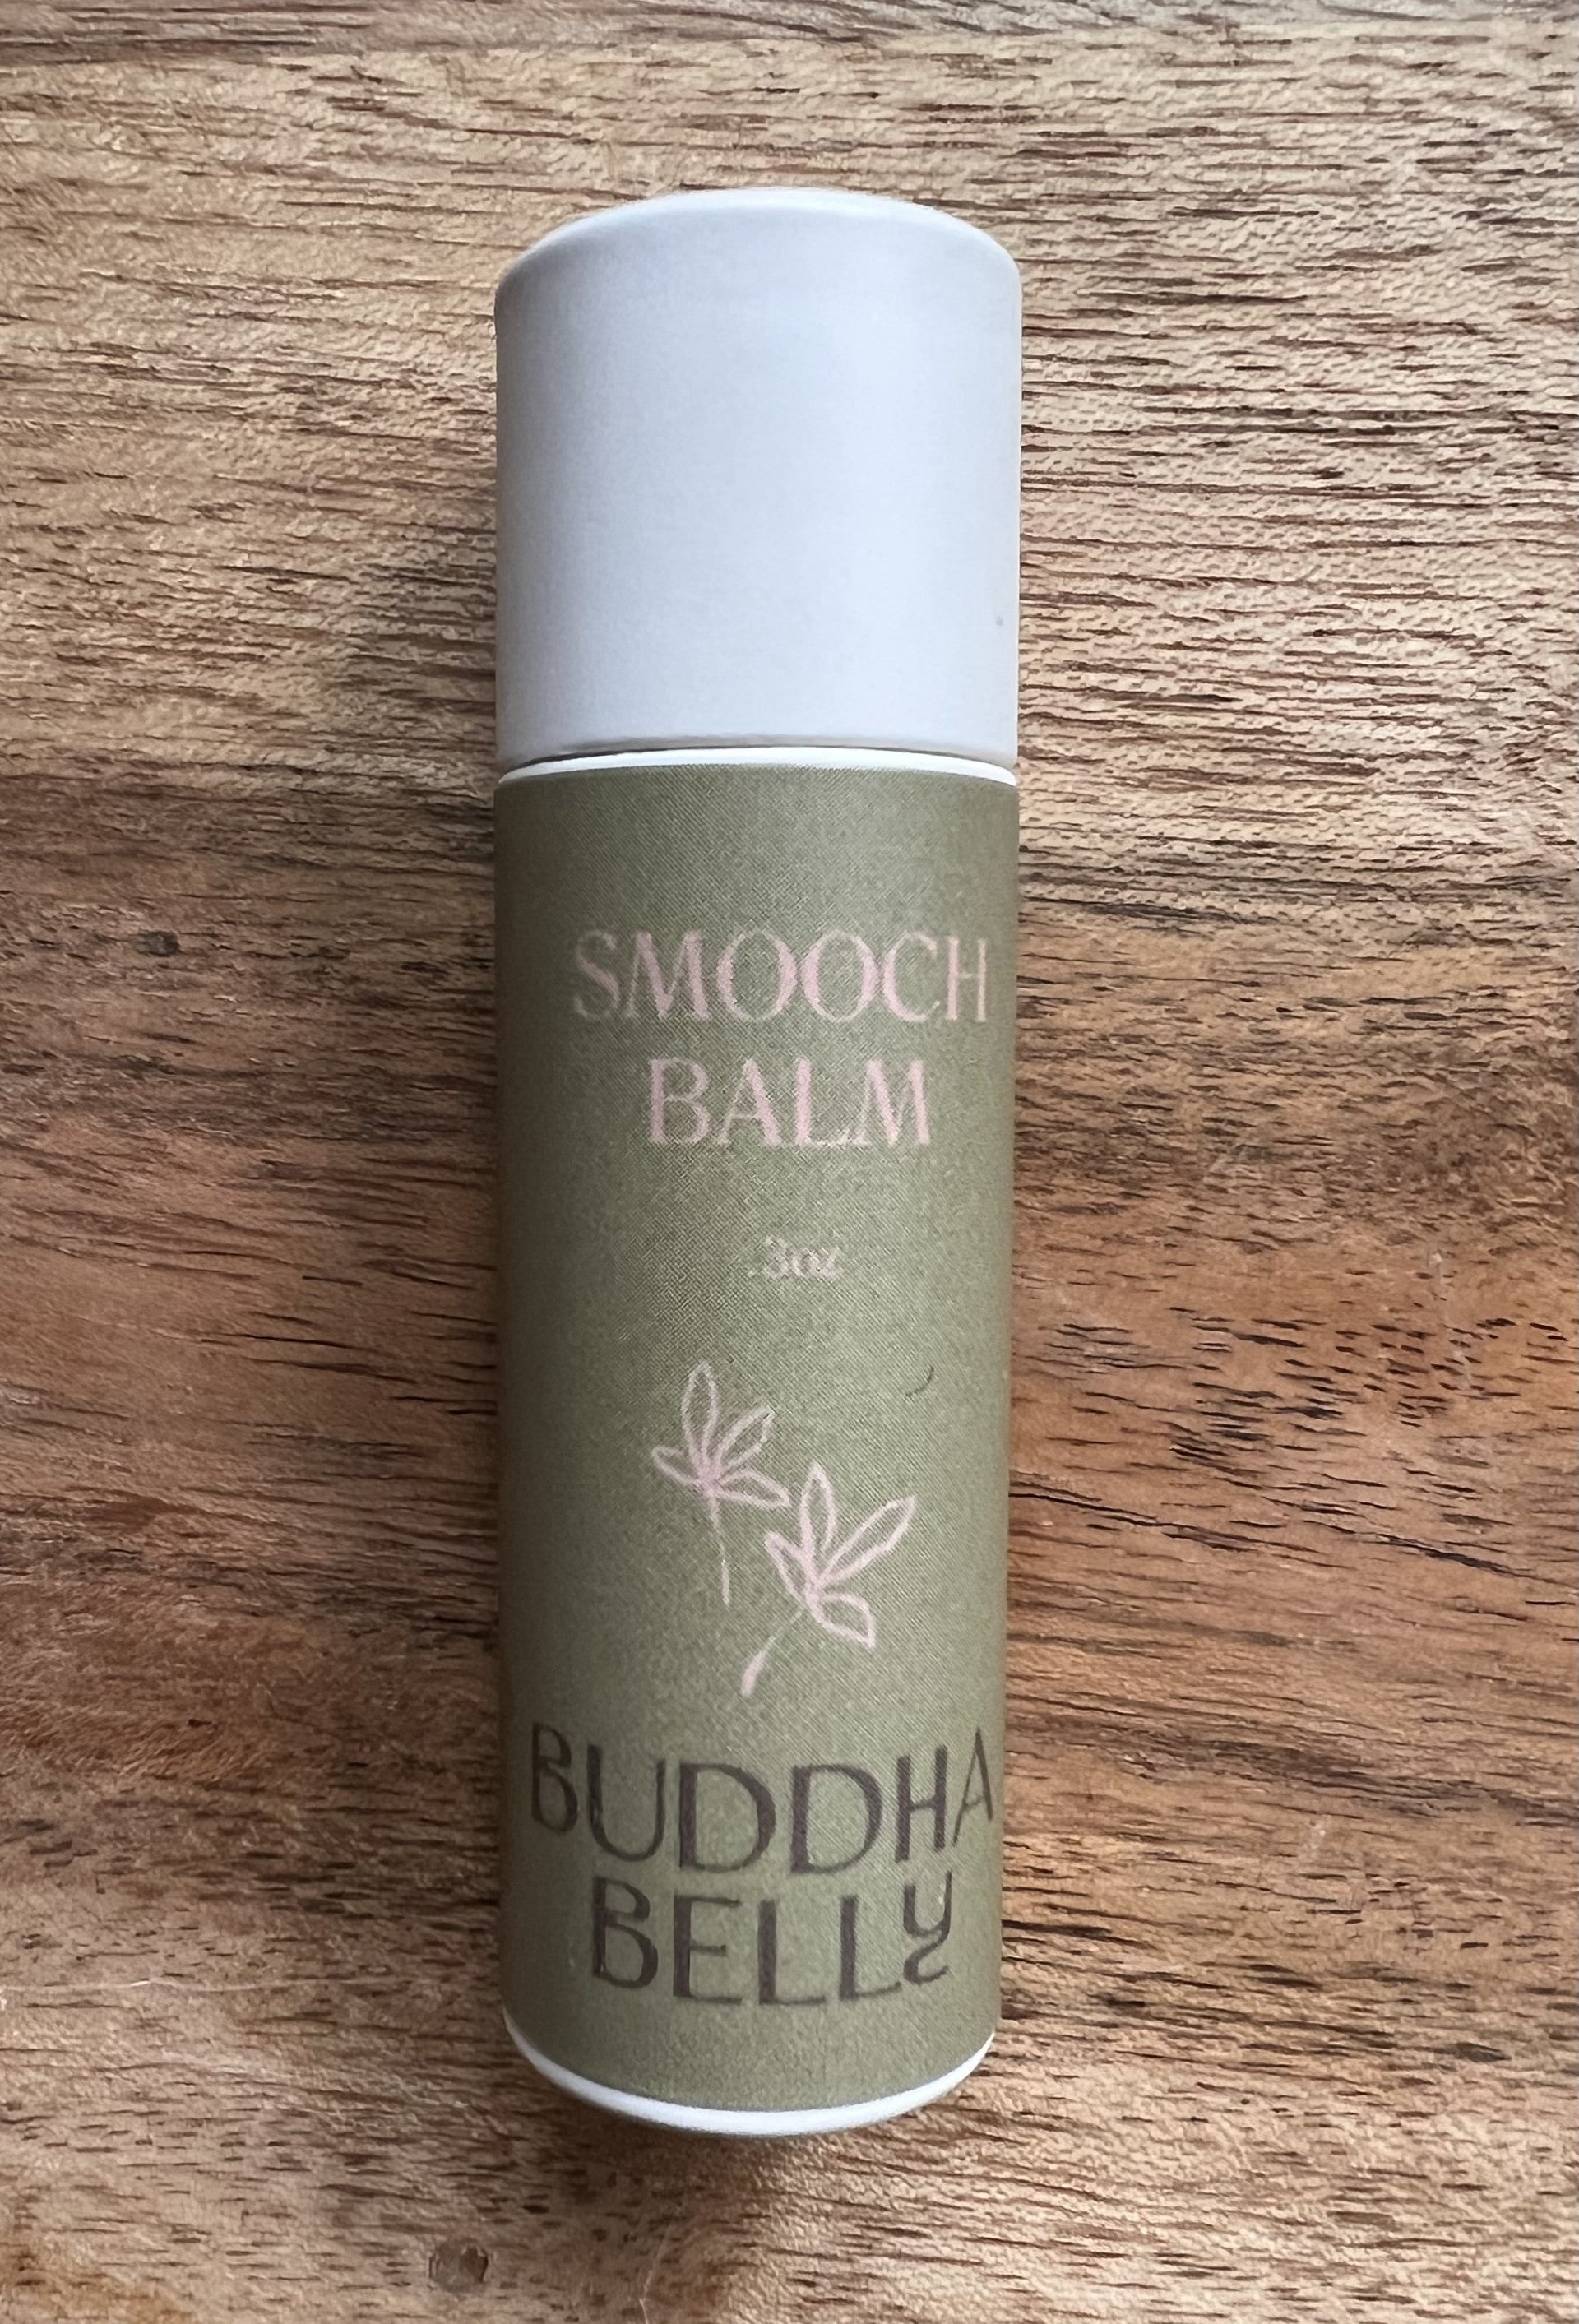 SMOOCH
BALM
.3oz
BUDDHA
BELLy